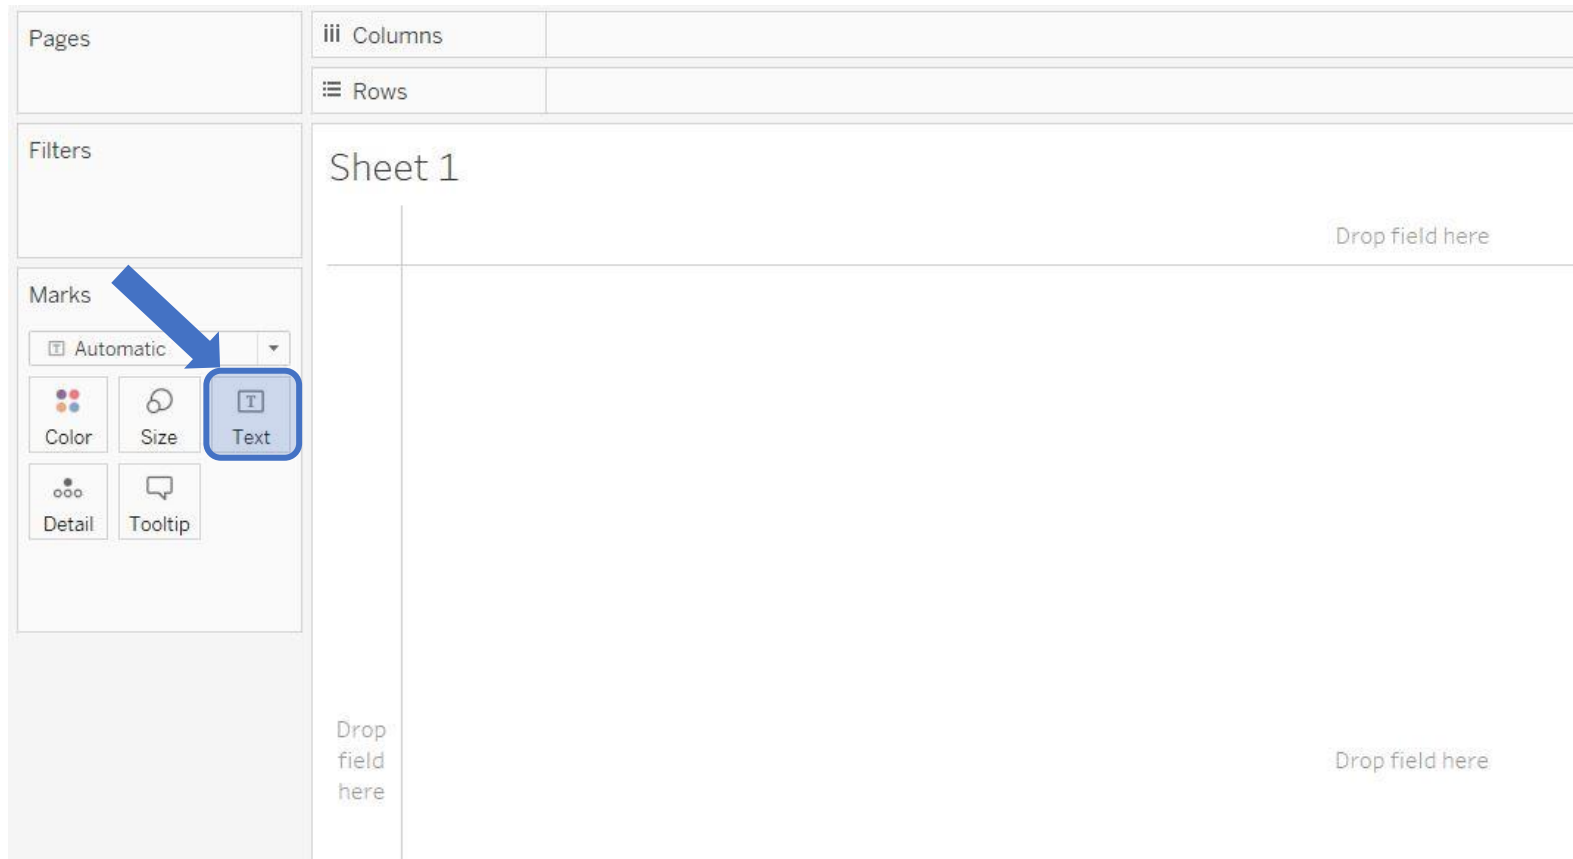 Pages
Columns
Rows
Filters
Sheet 1
Drop field here
Marks
Automatic
Color
Size
T
Text
Detail
Tooltip
Drop
field
here
Drop field here